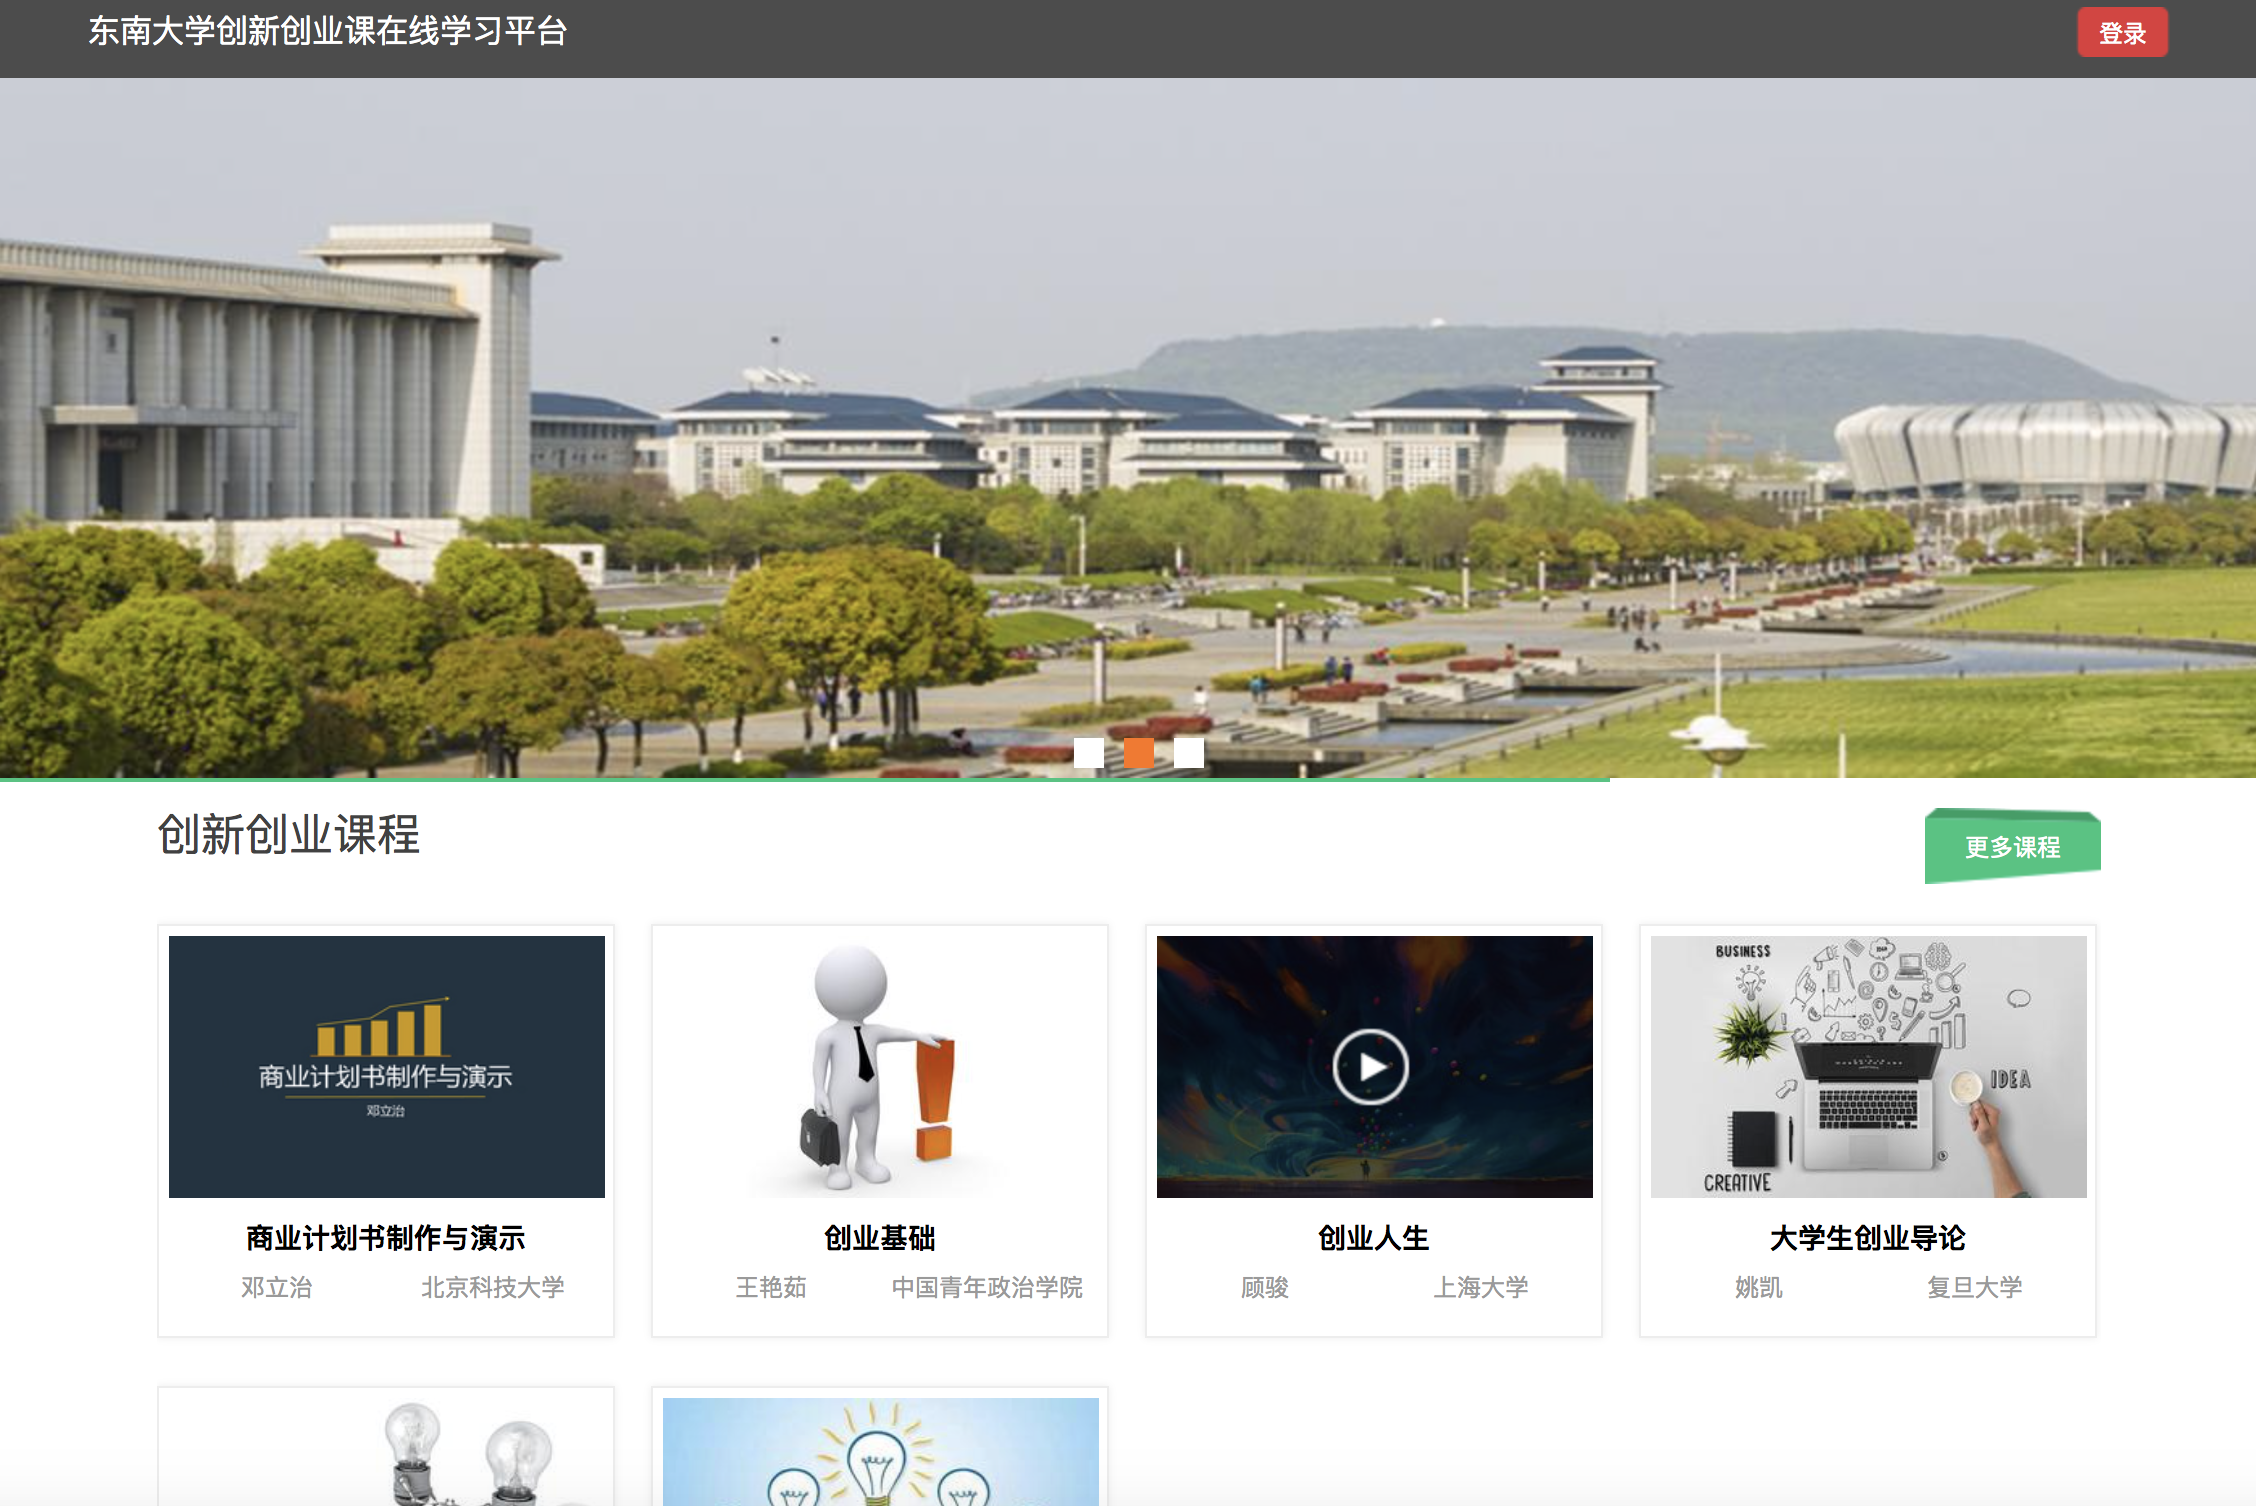 东南大学创新创业课在线学习平台
登录
创新创业课程
更多课程
商业计划书制作与演示
邓立治
BUSINESS
IDEA
CREATIVE
商业计划书制作与演示
邓立治 北京科技大学
创业基础
王艳茹 中国青年政治学院
创业人生
顾骏 上海大学
大学生创业导论
姚凯 复旦大学